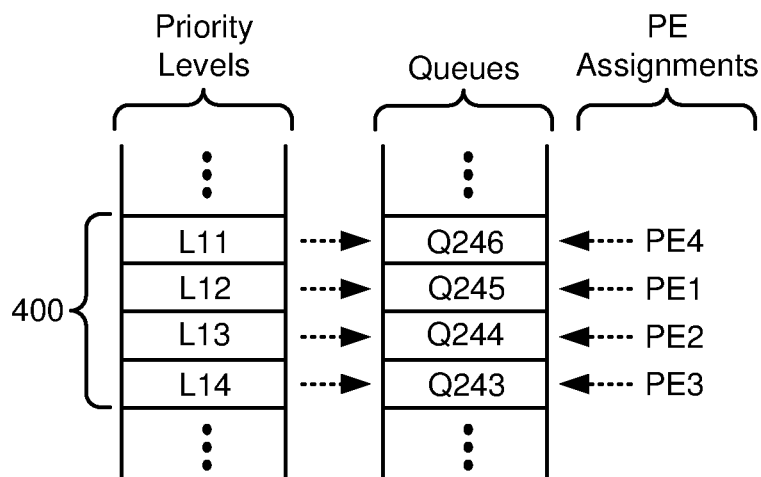 Priority Levels
Queues
PE Assignments
L11 Q246 PE4
L12 Q245 PE1
400
L13 Q244 PE2
L14 Q243 PE3